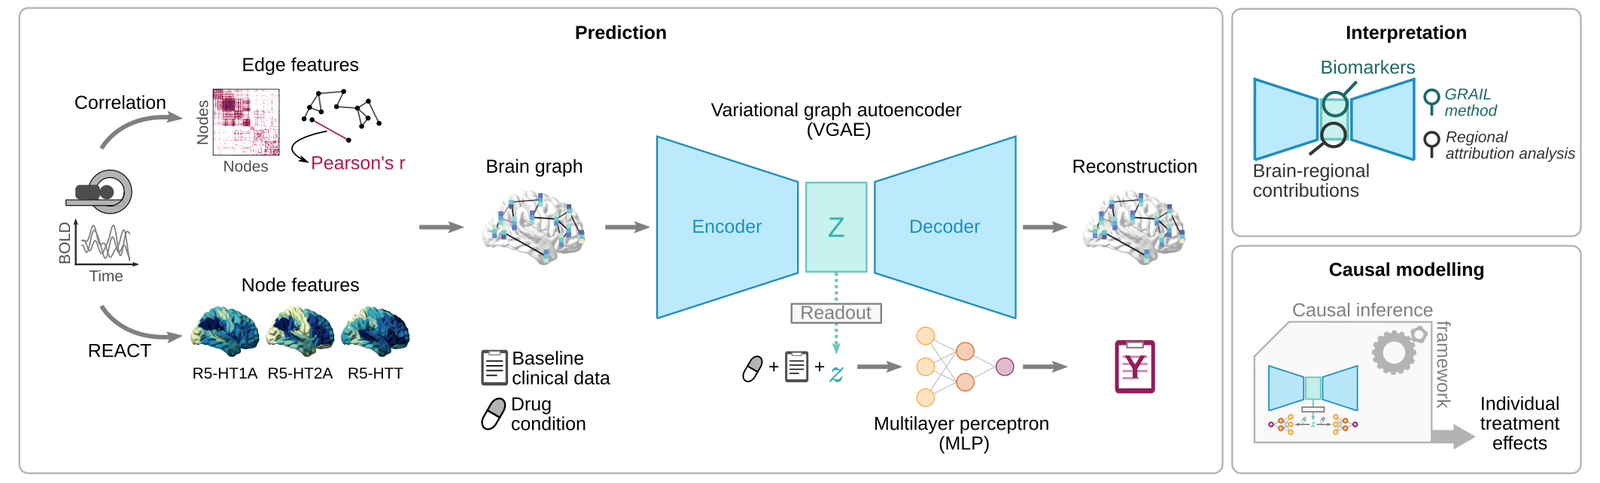 Prediction
Edge features
Correlation
Nodes
Nodes
Pearson's r
BOLD
Time
Node features
REACT
R5-HT1A R5-HT2A R5-HTT
Brain graph
Baseline
clinical data
Drug
condition
Variational graph autoencoder
(VGAE)
Encoder
Z
Decoder
Readout
+ + z
Multilayer perceptron
(MLP)
Reconstruction
Y
Interpretation
Biomarkers
GRAIL
method
Regional
attribution analysis
Brain-regional
contributions
Causal modelling
Causal inference
framework
z
Individual
treatment
effects